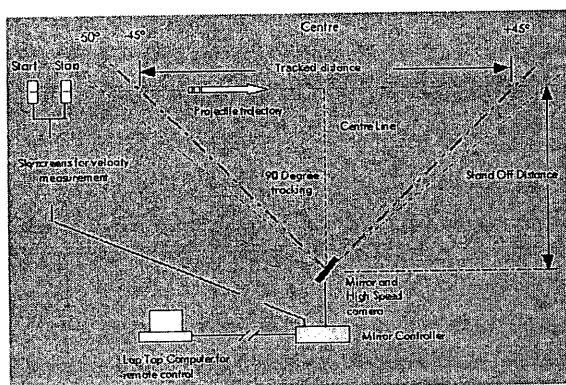 Centre
-50° -45° +45°
Start Stop
Tracked distance
Projectile trajectory
Centre Line
Skyscreens for velocity
measurement
90 Degree
tracking
Stand Off Distance
Mirror and
High Speed
camera
Mirror Controller
Lap Top Computer for
remote control